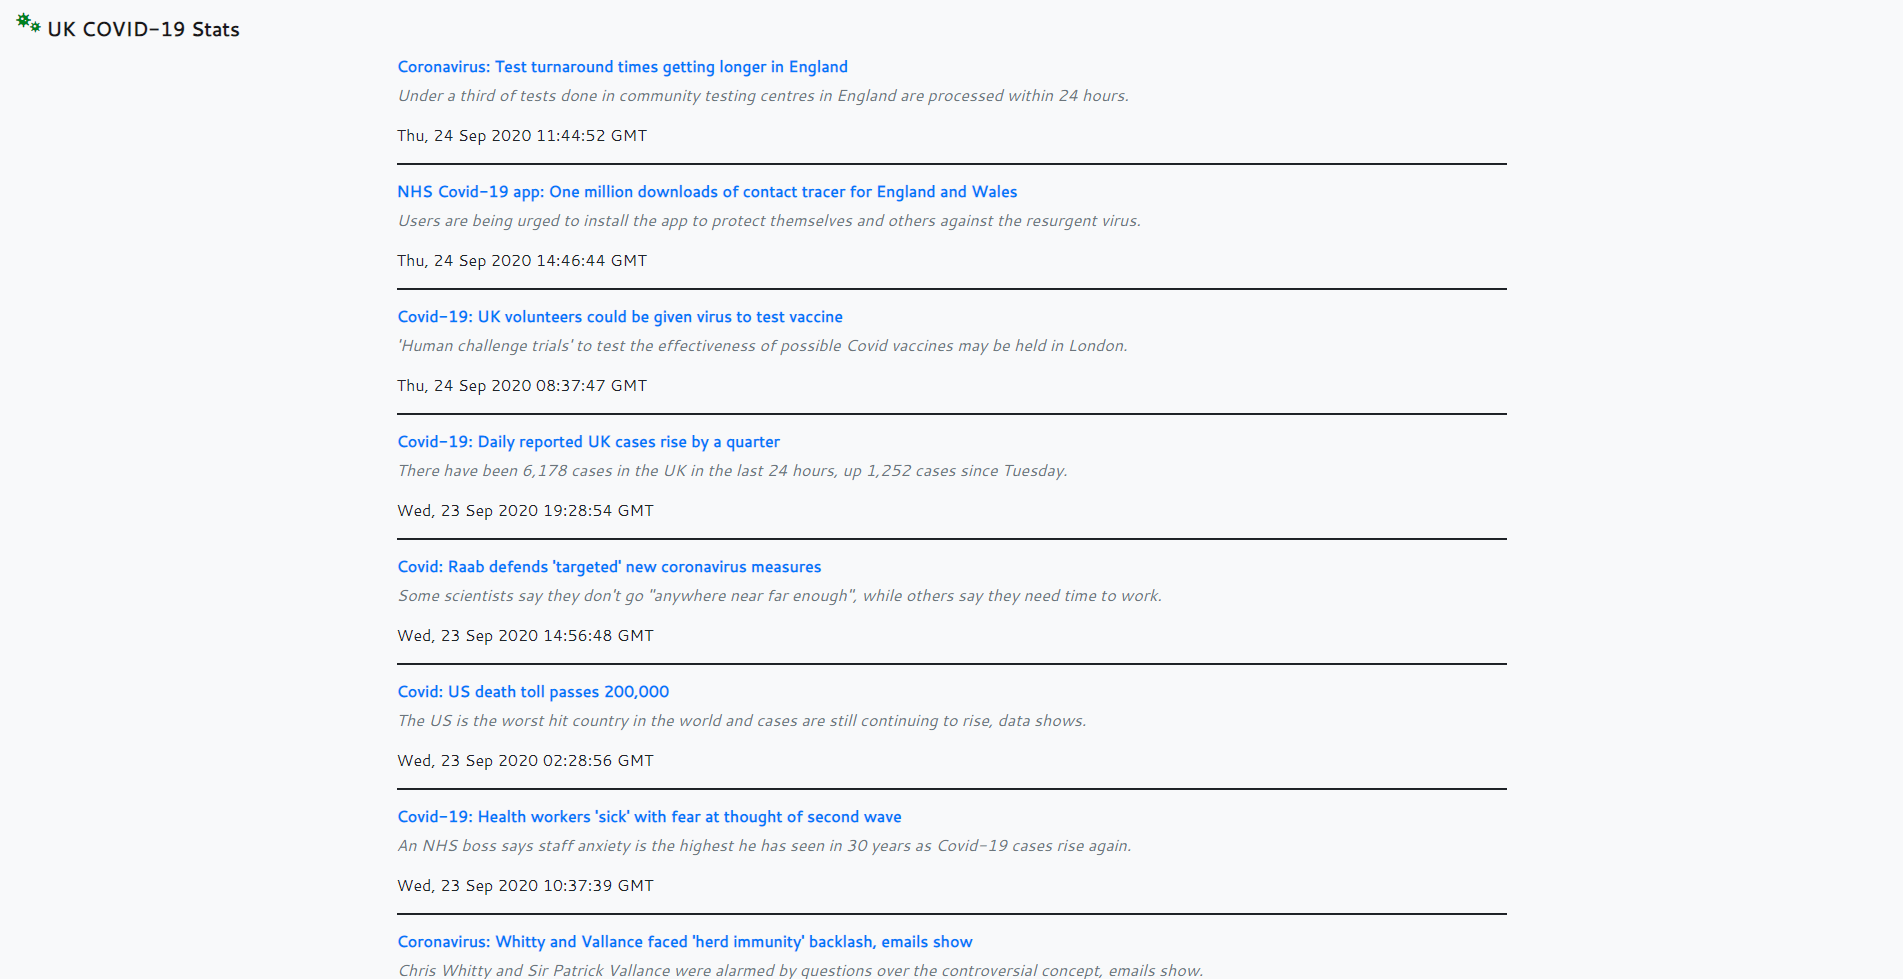 UK COVID-19 Stats
Coronavirus: Test turnaround times getting longer in England
Under a third of tests done in community testing centres in England are processed within 24 hours.
Thu, 24 Sep 2020 11:44:52 GMT
NHS Covid-19 app: One million downloads of contact tracer for England and Wales
Users are being urged to install the app to protect themselves and others against the resurgent virus.
Thu, 24 Sep 2020 14:46:44 GMT
Covid-19: UK volunteers could be given virus to test vaccine
'Human challenge trials' to test the effectiveness of possible Covid vaccines may be held in London.
Thu, 24 Sep 2020 08:37:47 GMT
Covid-19: Daily reported UK cases rise by a quarter
There have been 6,178 cases in the UK in the last 24 hours, up 1,252 cases since Tuesday.
Wed, 23 Sep 2020 19:28:54 GMT
Covid: Raab defends 'targeted' new coronavirus measures
Some scientists say they don't go "anywhere near far enough", while others say they need time to work.
Wed, 23 Sep 2020 14:56:48 GMT
Covid: US death toll passes 200,000
The US is the worst hit country in the world and cases are still continuing to rise, data shows.
Wed, 23 Sep 2020 02:28:56 GMT
Covid-19: Health workers 'sick' with fear at thought of second wave
An NHS boss says staff anxiety is the highest he has seen in 30 years as Covid-19 cases rise again.
Wed, 23 Sep 2020 10:37:39 GMT
Coronavirus: Whitty and Vallance faced 'herd immunity' backlash, emails show
Chris Whitty and Sir Patrick Vallance were alarmed by questions over the controversial concept, emails show.